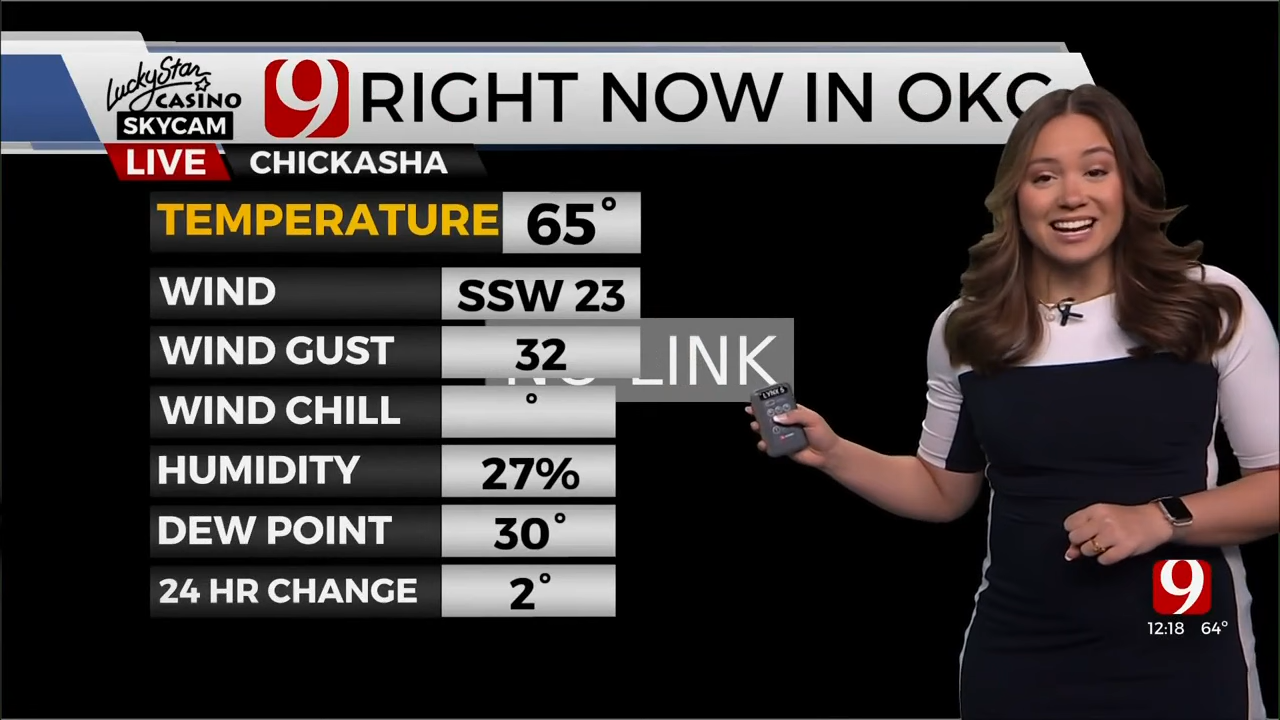 Lucky Star
CASINO
SKYCAM
9 RIGHT NOW IN OKC
LIVE CHICKASHA
TEMPERATURE 65°
WIND SSW 23
WIND GUST 32
NO LINK
WIND CHILL °
HUMIDITY 27%
DEW POINT 30°
24 HR CHANGE 2°
9
12:18 64°